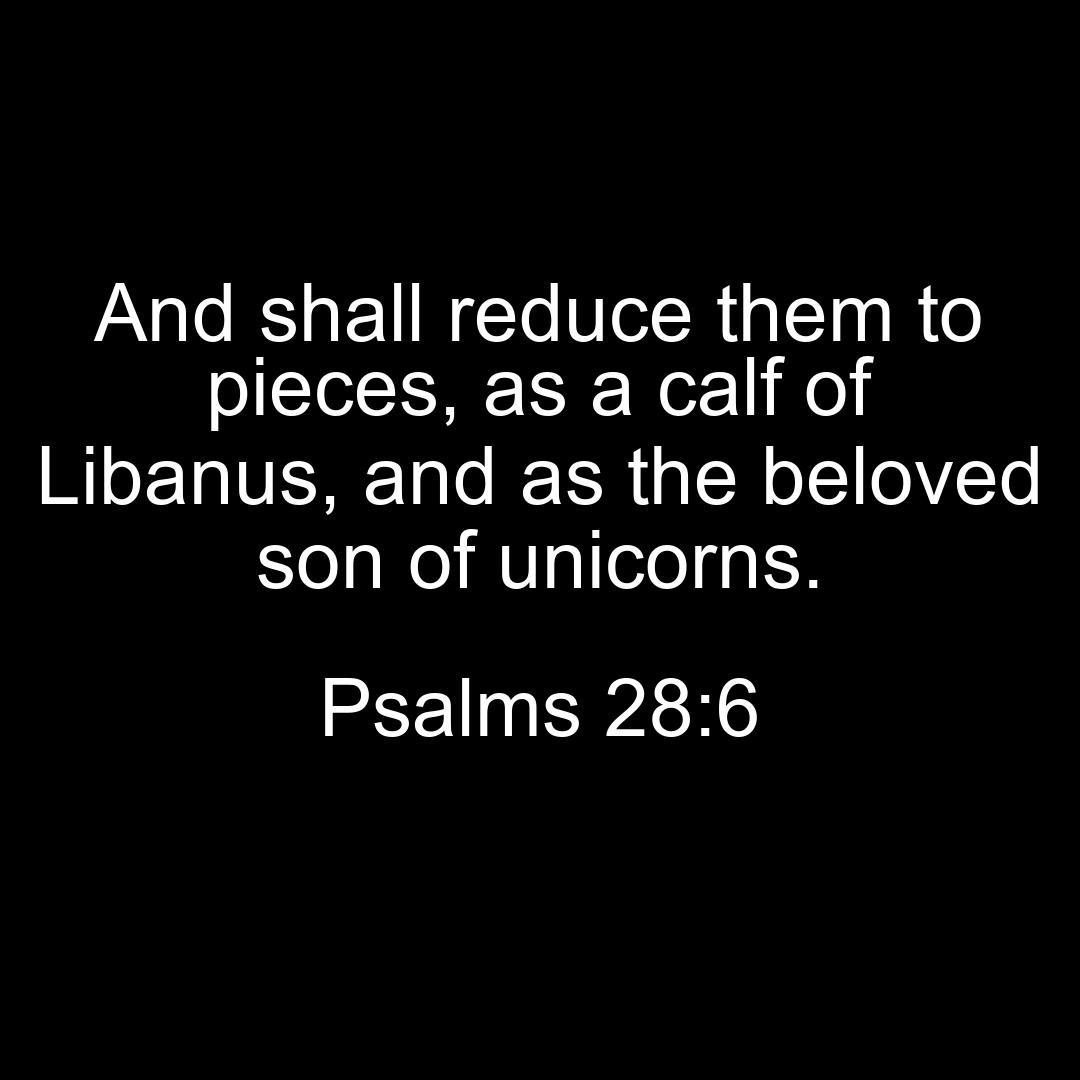 And shall reduce them to
pieces, as a calf of
Libanus, and as the beloved
son of unicorns.
Psalms 28:6